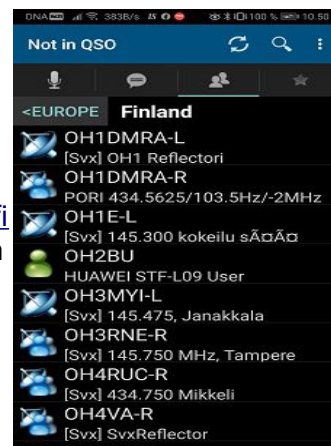 DNA 383B/s 100 % 10.50
Not in QSO
<EUROPE Finland
OH1DMRA-L
[Svx] OH1 Reflectori
OH1DMRA-R
PORI 434.5625/103.5Hz/-2MHz
OH1E-L
[Svx] 145.300 kokeilu sÃ¤Ã¤
OH2BU
HUAWEI STF-L09 User
OH3MYI-L
[Svx] 145.475, Janakkala
OH3RNE-R
[Svx] 145.750 MHz, Tampere
OH4RUC-R
[Svx] 434.750 Mikkeli
OH4VA-R
[Svx] SvxReflector
fi